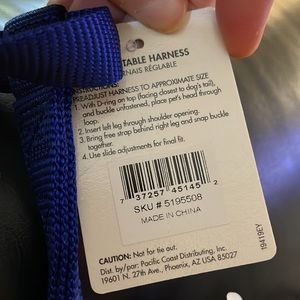 TABLE HARNESS
NAIS RÉGLABLE
PREADJUST HARNESS TO APPROXIMATE SIZE
1. With D-ring on top (facing closest to dog's tail),
and buckle unfastened, place pet's head through
loop.
2. Insert left leg through shoulder opening.
3. Bring free strap behind right leg and snap buckle
together.
4. Use slide adjustments for final fit.
7 37257 45145 2
SKU # 5195508
MADE IN CHINA
CAUTION: Not for tie out.
Dist. by/par: Pacific Coast Distributing, Inc.
19601 N. 27th Ave., Phoenix, AZ USA 85027